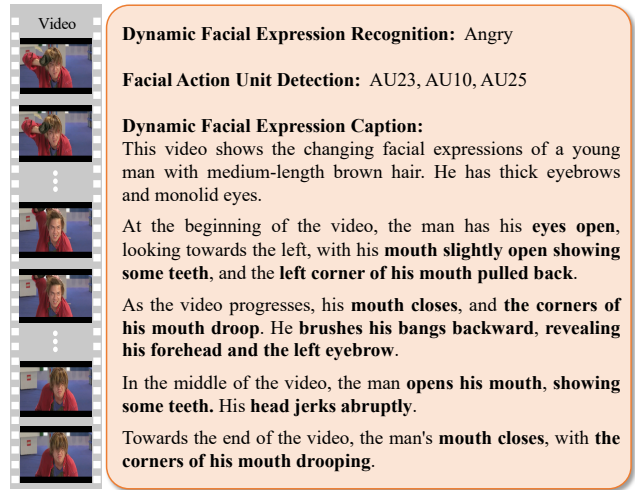 Video
Dynamic Facial Expression Recognition: Angry
Facial Action Unit Detection: AU23, AU10, AU25
Dynamic Facial Expression Caption:
This video shows the changing facial expressions of a young
man with medium-length brown hair. He has thick eyebrows
and monolid eyes.
At the beginning of the video, the man has his eyes open,
looking towards the left, with his mouth slightly open showing
some teeth, and the left corner of his mouth pulled back.
As the video progresses, his mouth closes, and the corners of
his mouth droop. He brushes his bangs backward, revealing
his forehead and the left eyebrow.
In the middle of the video, the man opens his mouth, showing
some teeth. His head jerks abruptly.
Towards the end of the video, the man's mouth closes, with the
corners of his mouth drooping.